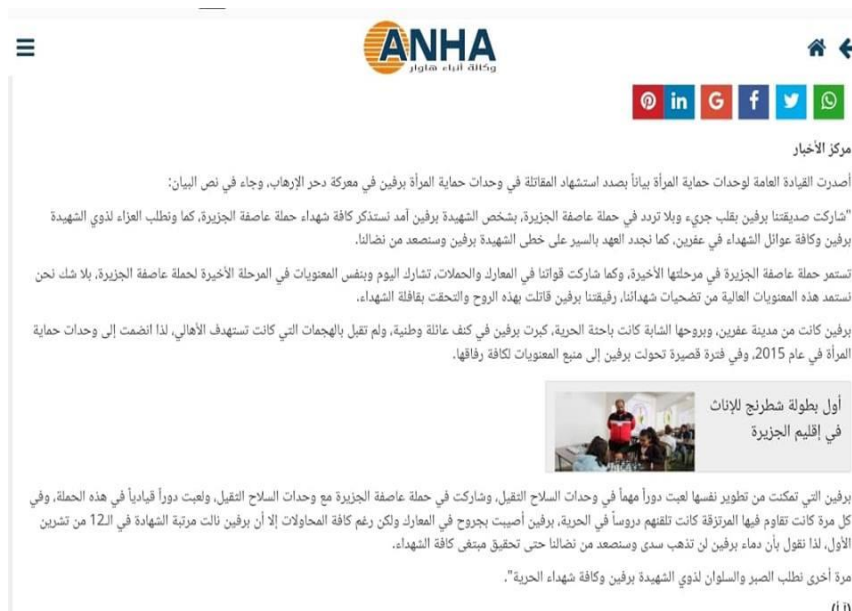 ANHA
وكالة أنباء هاوار
in
G
f
مركز الأخبار
أصدرت القيادة العامة لوحدات حماية المرأة بياناً بصدد استشهاد المقاتلة في وحدات حماية المرأة برفين في معركة دحر الإرهاب، وجاء في نص البيان:
"شاركت صديقتنا برفين بقلب جريء وبلا تردد في حملة عاصفة الجزيرة، بشخص الشهيدة برفين آمد نستذكر كافة شهداء حملة عاصفة الجزيرة، كما ونطلب العزاء لذوي الشهيدة
برفين وكافة عوائل الشهداء في عفرين، كما نجدد العهد بالسير على خطى الشهيدة برفين وسنصعد من نضالنا.
تستمر حملة عاصفة الجزيرة في مرحلتها الأخيرة، وكما شاركت قواتنا في المعارك والحملات، تشارك اليوم وبنفس المعنويات في المرحلة الأخيرة لحملة عاصفة الجزيرة، بلا شك نحن
نستمد هذه المعنويات العالية من تضحيات شهدائنا، رفيقتنا برفين قاتلت بهذه الروح والتحقت بقافلة الشهداء.
برفين كانت من مدينة عفرين، وبروحها الشابة كانت باحثة الحرية، كبرت برفين في كنف عائلة وطنية، ولم تقبل بالهجمات التي كانت تستهدف الأهالي، لذا انضمت إلى وحدات حماية
المرأة في عام 2015، وفي فترة قصيرة تحولت برفين إلى منبع المعنويات لكافة رفاقها.
أول بطولة شطرنج للإناث
في إقليم الجزيرة
برفين التي تمكنت من تطوير نفسها لعبت دوراً مهماً في وحدات السلاح الثقيل، وشاركت في حملة عاصفة الجزيرة مع وحدات السلاح الثقيل، ولعبت دوراً قيادياً في هذه الحملة، وفي
كل مرة كانت تقاوم فيها المرتزقة كانت تلقنهم دروساً في الحرية، برفين أصيبت بجروح في المعارك ولكن رغم كافة المحاولات إلا أن برفين نالت مرتبة الشهادة في الـ12 من تشرين
الأول، لذا نقول بأن دماء برفين لن تذهب سدى وسنصعد من نضالنا حتى تحقيق مبتغى كافة الشهداء.
مرة أخرى نطلب الصبر والسلوان لذوي الشهيدة برفين وكافة شهداء الحرية".